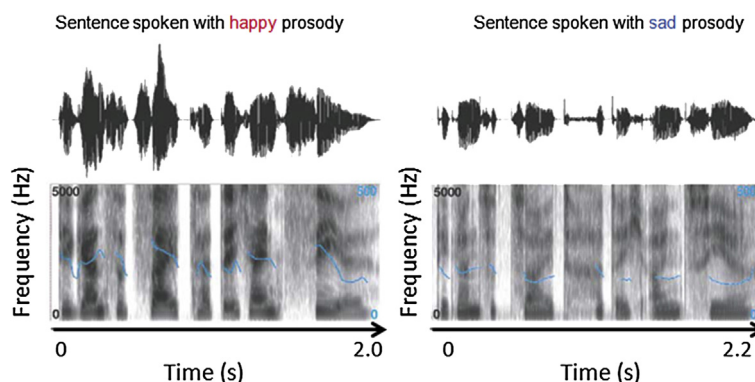 Sentence spoken with happy prosody
Sentence spoken with sad prosody
Frequency (Hz)
5000
500
0
0
0
2.0
Time (s)
Frequency (Hz)
5000
500
0
0
2.2
Time (s)